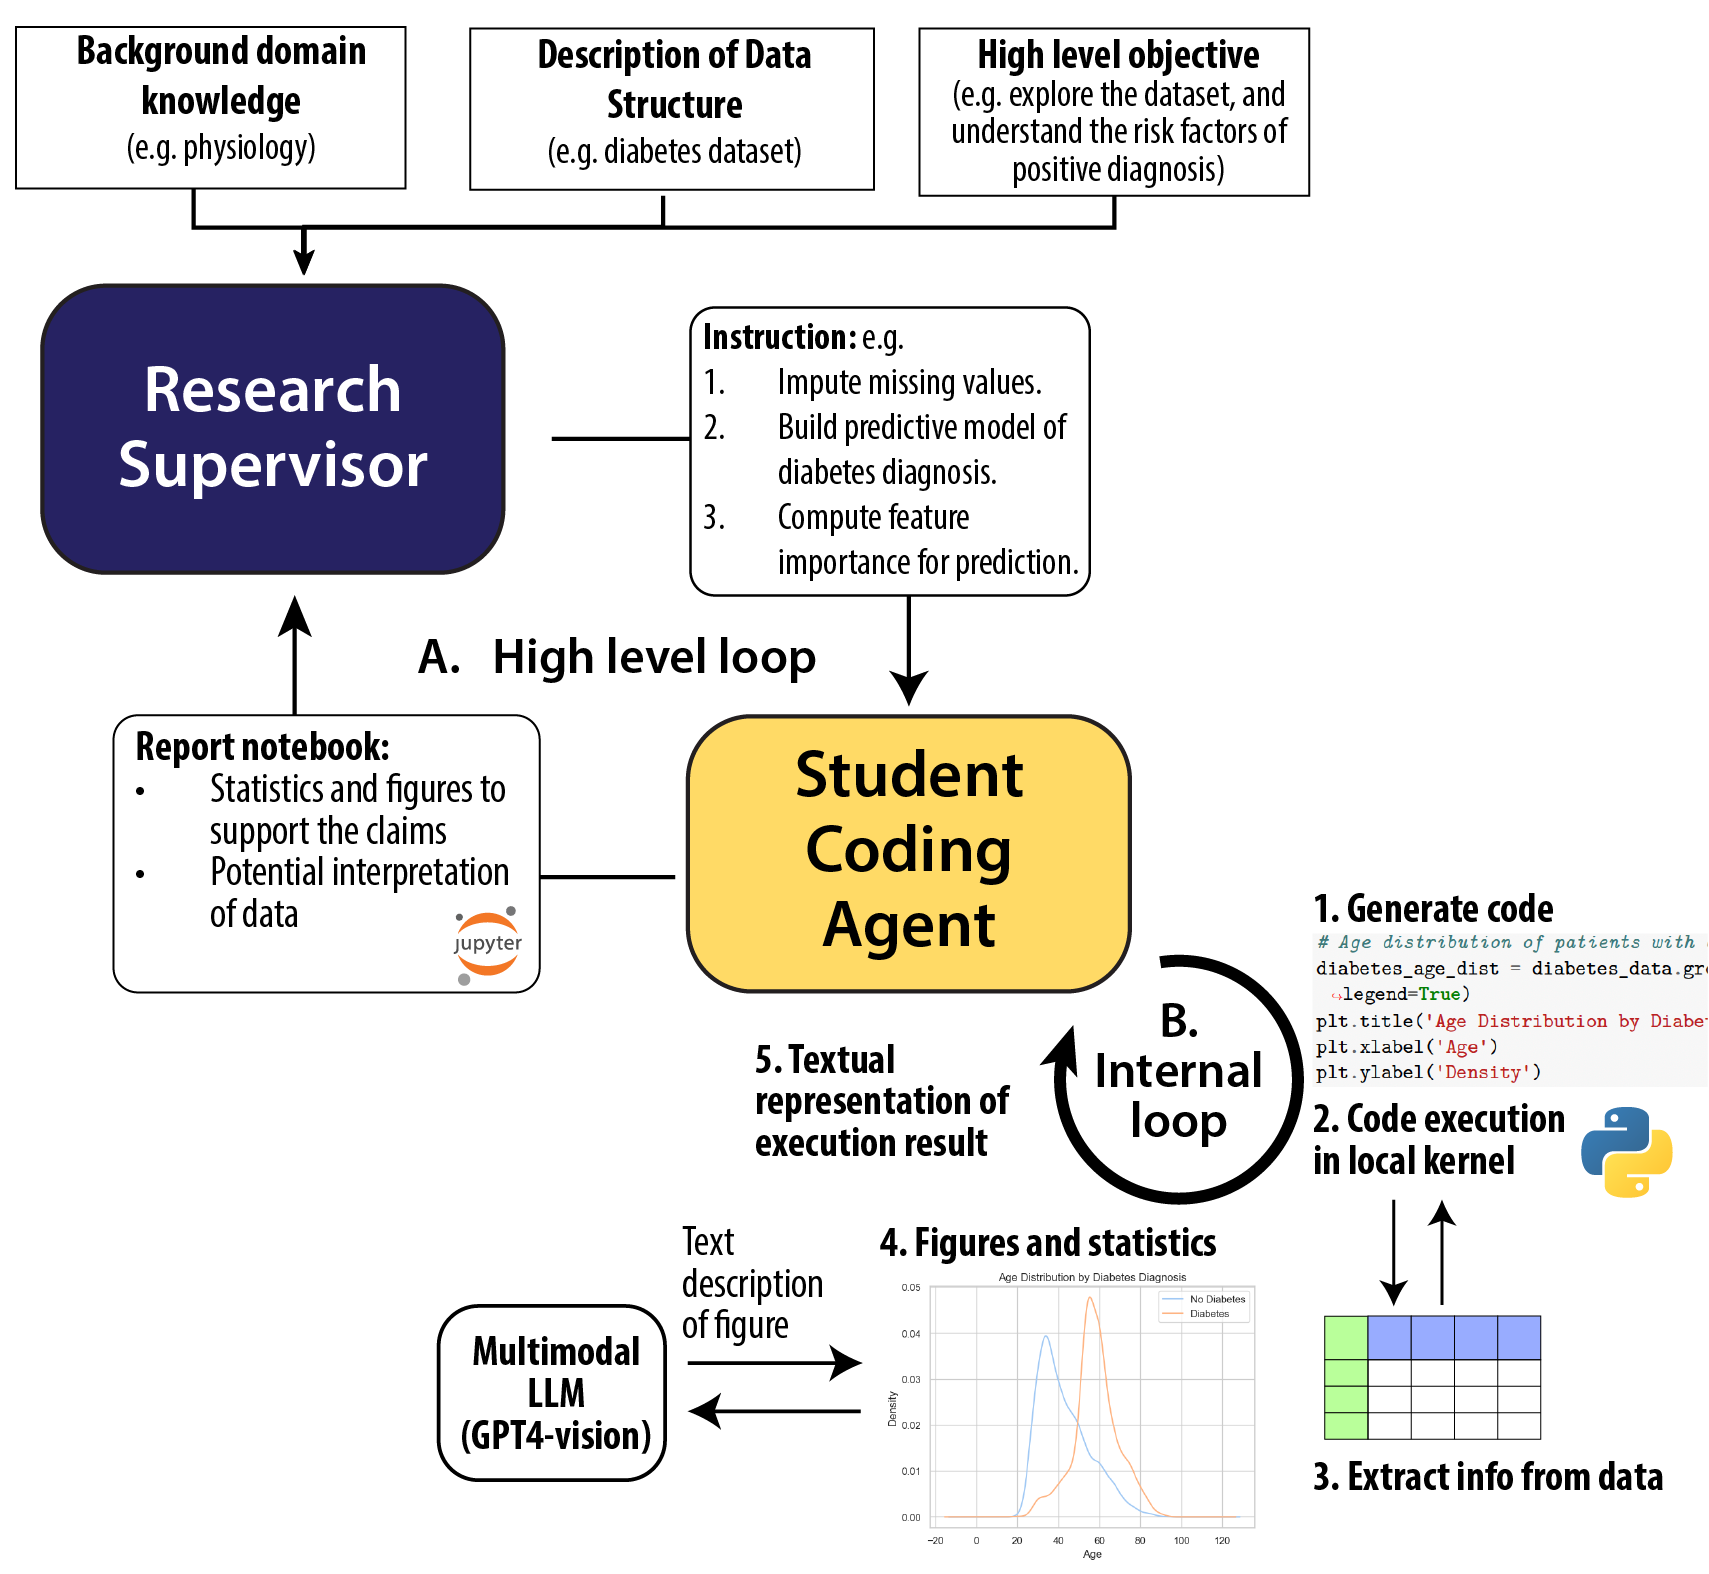 Background domain
knowledge
(e.g. physiology)
Description of Data
Structure
(e.g. diabetes dataset)
High level objective
(e.g. explore the dataset, and
understand the risk factors of
positive diagnosis)
Research
Supervisor
Instruction: e.g.
1. Impute missing values.
2. Build predictive model of
diabetes diagnosis.
3. Compute feature
importance for prediction.
A. High level loop
Report notebook:
• Statistics and figures to
support the claims
• Potential interpretation
of data
jupyter
Student
Coding
Agent
B.
Internal
loop
1. Generate code
# Age distribution of patients with
diabetes_age_dist = diabetes_data.gr
↪legend=True)
plt.title('Age Distribution by Diabe
plt.xlabel('Age')
plt.ylabel('Density')
2. Code execution
in local kernel
3. Extract info from data
4. Figures and statistics
Age Distribution by Diabetes Diagnosis
No Diabetes
Diabetes
0.05
0.04
0.03
0.02
0.01
0.00
Density
−20 0 20 40 60 80 100 120
Age
5. Textual
representation of
execution result
Text
description
of figure
Multimodal
LLM
(GPT4-vision)